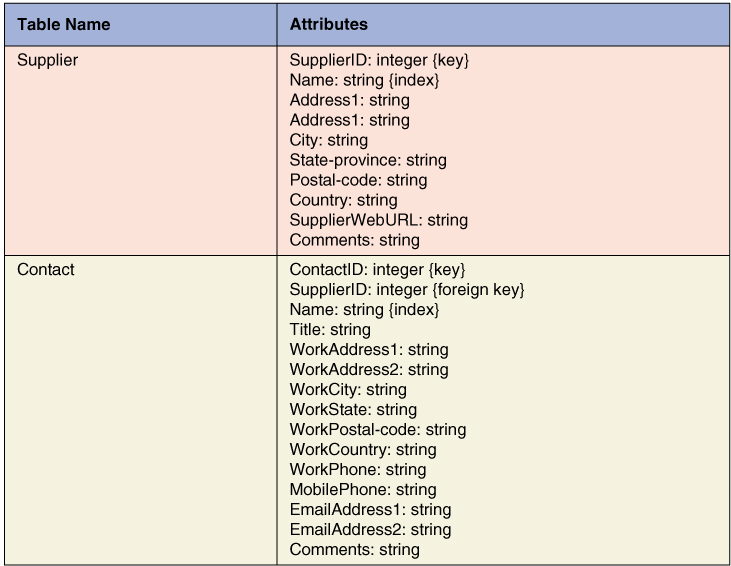 Table Name Attributes
Supplier SupplierID: integer {key}
Name: string {index}
Address1: string
Address1: string
City: string
State-province: string
Postal-code: string
Country: string
SupplierWebURL: string
Comments: string
Contact ContactID: integer {key}
SupplierID: integer {foreign key}
Name: string {index}
Title: string
WorkAddress1: string
WorkAddress2: string
WorkCity: string
WorkState: string
WorkPostal-code: string
WorkCountry: string
WorkPhone: string
MobilePhone: string
EmailAddress1: string
EmailAddress2: string
Comments: string